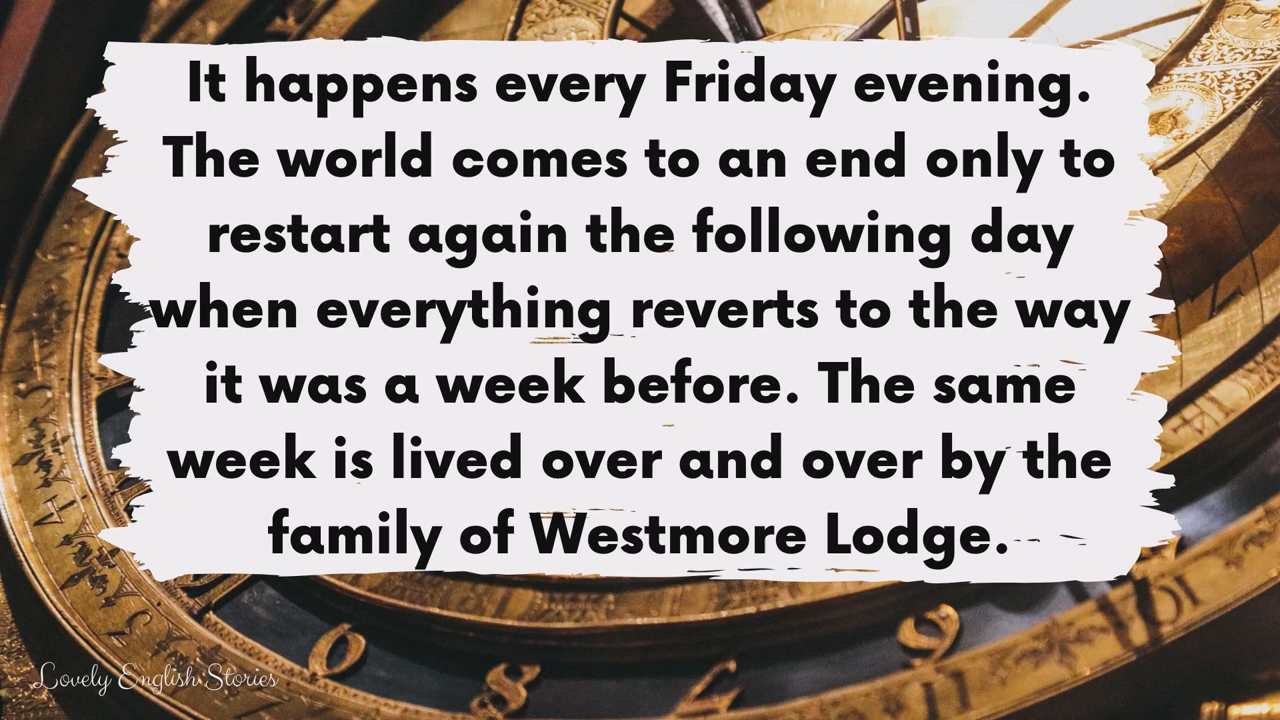 It happens every Friday evening.
The world comes to an end only to
restart again the following day
when everything reverts to the way
it was a week before. The same
week is lived over and over by the
family of Westmore Lodge.
Lovely English Stories